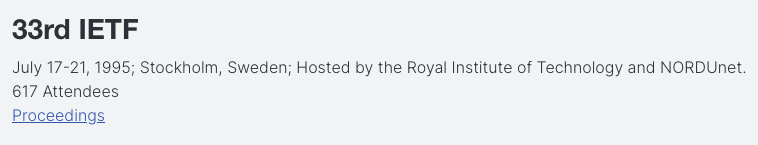 33rd IETF
July 17-21, 1995; Stockholm, Sweden; Hosted by the Royal Institute of Technology and NORDUnet.
617 Attendees
Proceedings